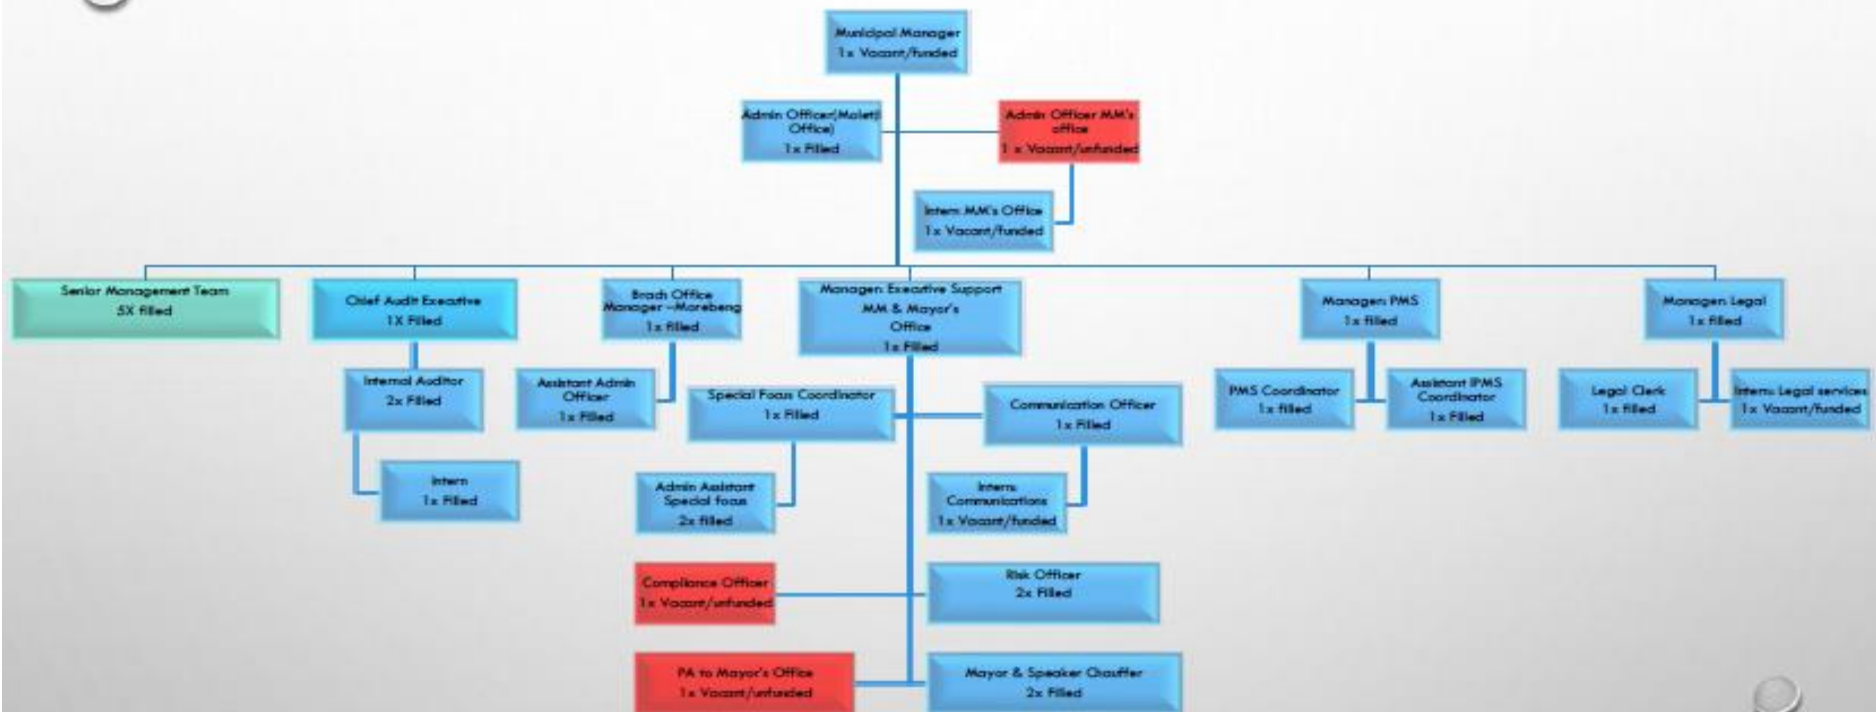 Municipal Manager
1x Vacant/funded
Admin Officer(Moletji
Office)
1x Filled
Admin Officer MM's
office
1 x Vacant/unfunded
Intern: MM's Office
1x Vacant/funded
Senior Management Team
5X filled
Chief Audit Executive
1X Filled
Brach Office
Manager –Morebeng
1x filled
Manager: Executive Support
MM & Mayor's
Office
1x Filled
Manager: PMS
1x filled
Manager: Legal
1x filled
Internal Auditor
2x Filled
Assistant Admin
Officer
1x Filled
Special Focus Coordinator
1x Filled
Communication Officer
1x Filled
PMS Coordinator
1x filled
Assistant IPMS
Coordinator
1x Filled
Legal Clerk
1x filled
Intern: Legal services
1x Vacant/funded
Intern
1x Filled
Admin Assistant
Special focus
2x filled
Intern:
Communications
1x Vacant/funded
Compliance Officer
1x Vacant/unfunded
Risk Officer
2x Filled
PA to Mayor's Office
1x Vacant/unfunded
Mayor & Speaker Chauffer
2x Filled